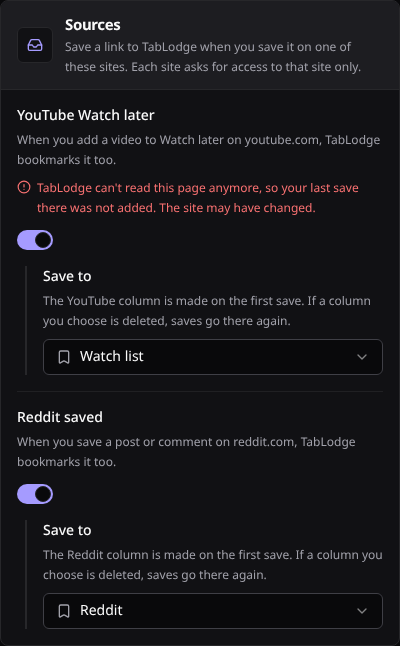 Sources
Save a link to TabLodge when you save it on one of
these sites. Each site asks for access to that site only.
YouTube Watch later
When you add a video to Watch later on youtube.com, TabLodge
bookmarks it too.
TabLodge can't read this page anymore, so your last save
there was not added. The site may have changed.
Save to
The YouTube column is made on the first save. If a column
you choose is deleted, saves go there again.
Watch list
Reddit saved
When you save a post or comment on reddit.com, TabLodge
bookmarks it too.
Save to
The Reddit column is made on the first save. If a column you
choose is deleted, saves go there again.
Reddit